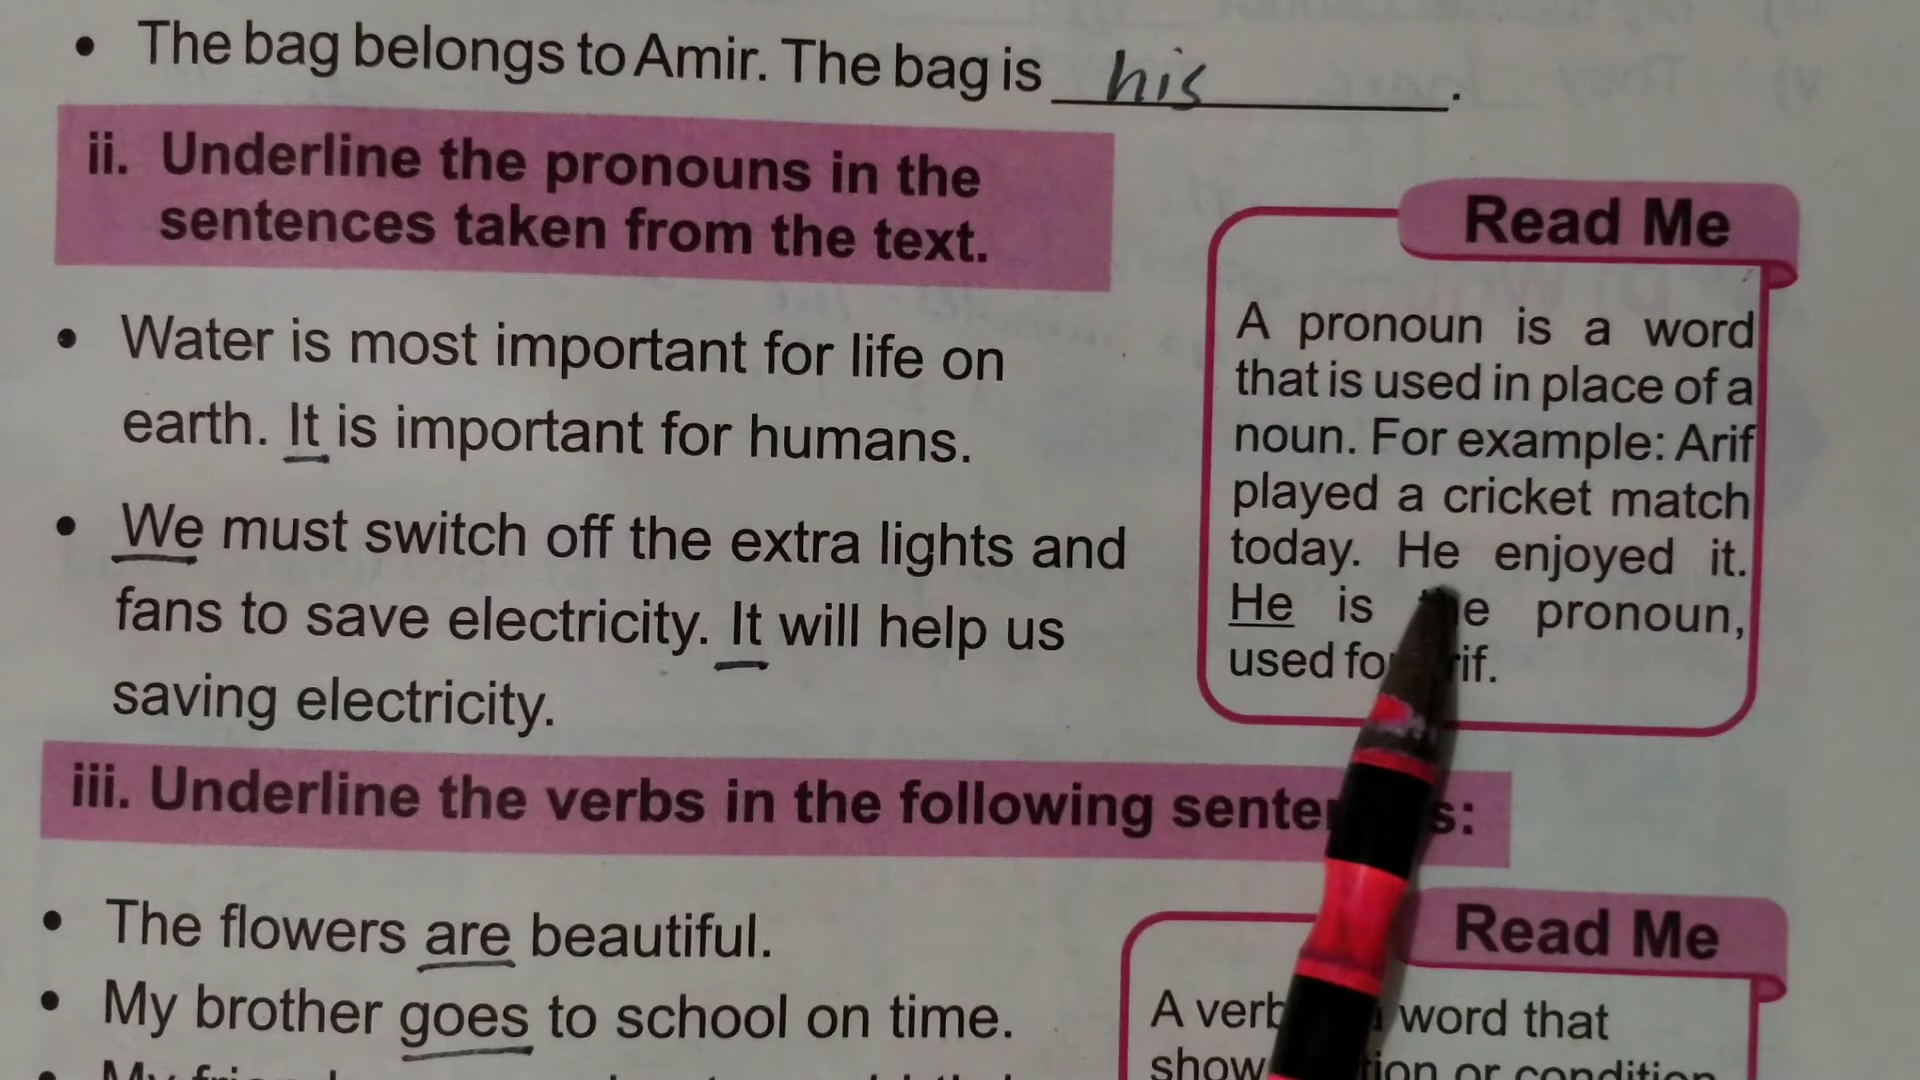 • The bag belongs to Amir. The bag is his.
ii. Underline the pronouns in the
sentences taken from the text.
• Water is most important for life on
earth. It is important for humans.
• We must switch off the extra lights and
fans to save electricity. It will help us
saving electricity.
Read Me
A pronoun is a word
that is used in place of a
noun. For example: Arif
played a cricket match
today. He enjoyed it.
He is pronoun,
used
iii. Underline the verbs in the following
• The flowers are beautiful.
• My brother goes to school on time.
Read Me
A verb word that
show or condition
My